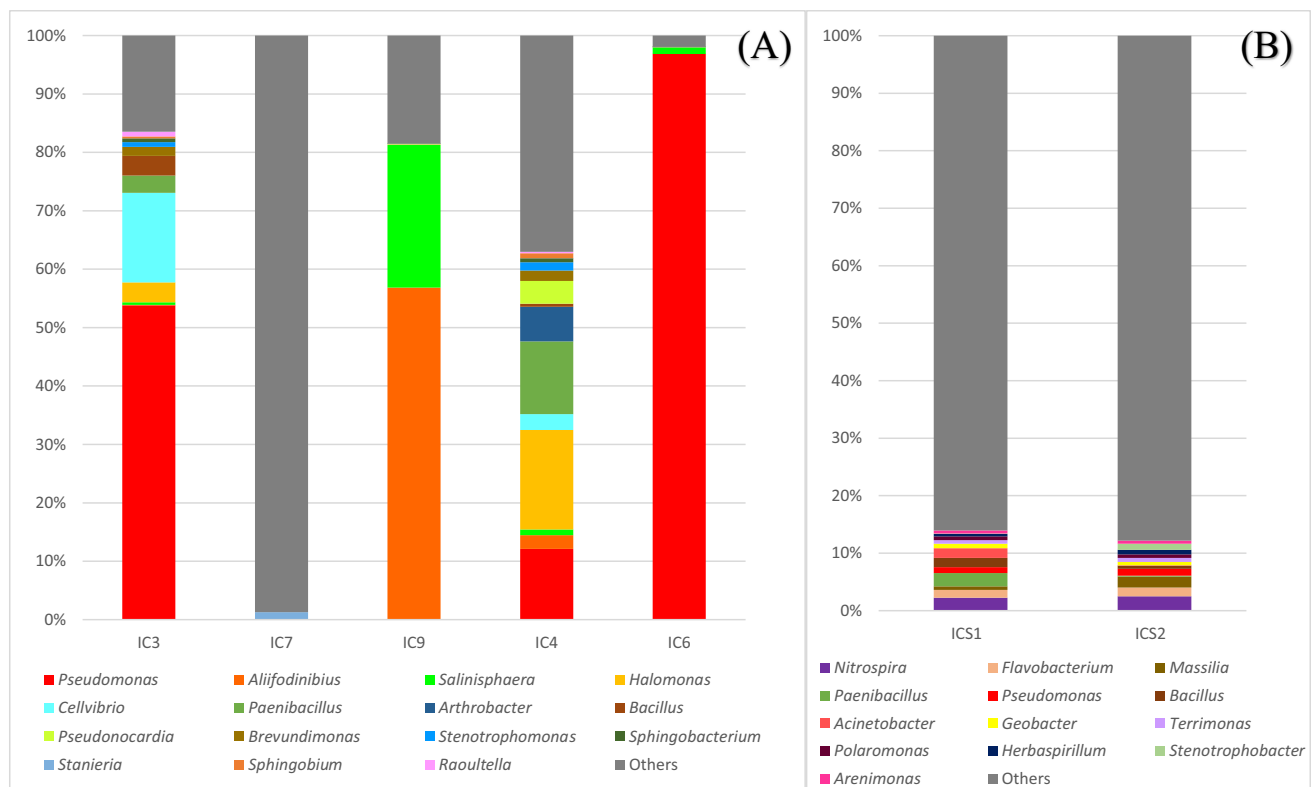 (A)
100%
90%
80%
70%
60%
50%
40%
30%
20%
10%
0%
IC3 IC7 IC9 IC4 IC6
Pseudomonas Aliifodinibius Salinisphaera Halomonas
Cellvibrio Paenibacillus Arthrobacter Bacillus
Pseudonocardia Brevundimonas Stenotrophomonas Sphingobacterium
Stanieria Sphingobium Raoultella Others
(B)
100%
90%
80%
70%
60%
50%
40%
30%
20%
10%
0%
ICS1 ICS2
Nitrospira Flavobacterium Massilia
Paenibacillus Pseudomonas Bacillus
Acinetobacter Geobacter Terrimonas
Polaromonas Herbaspirillum Stenotrophobacter
Arenimonas Others